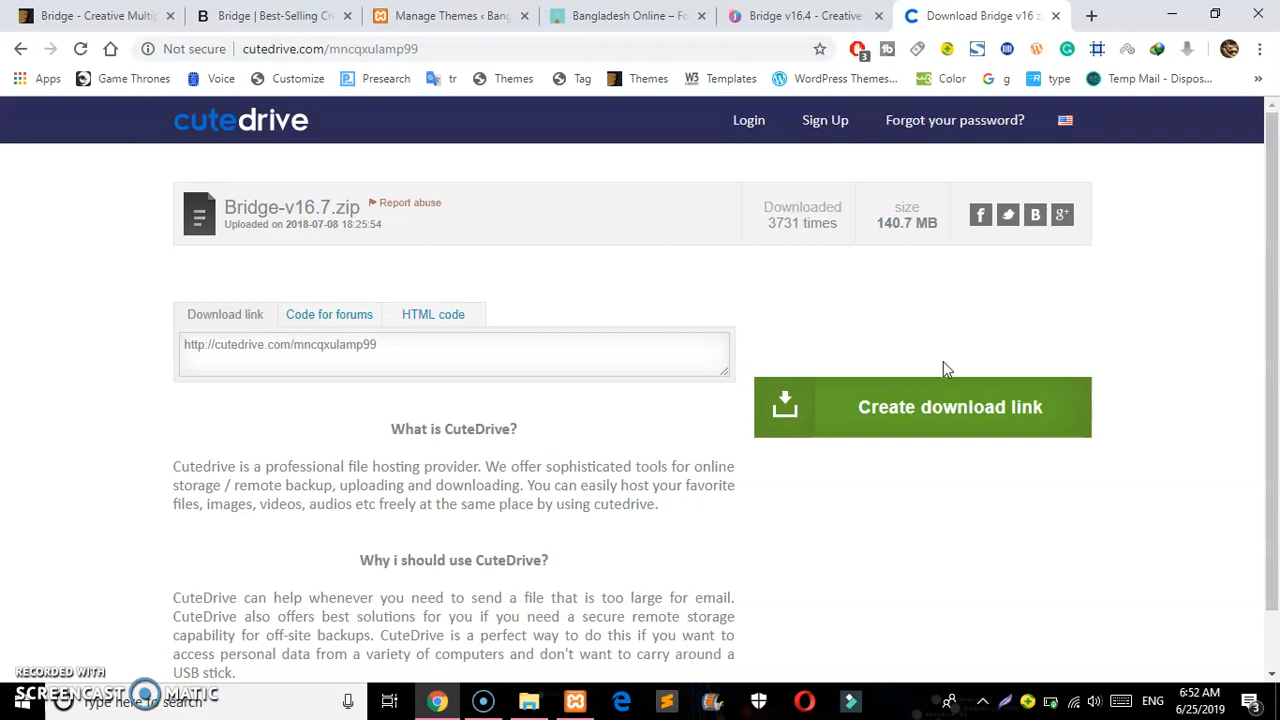 Bridge - Creative Multip
Bridge | Best-Selling Cr
Manage Themes ‹ Bang
Bangladesh Online – Fo
Bridge v16.4 - Creative
Download Bridge v16 z
Not secure | cutedrive.com/mncqxulamp99
3
Apps
Game Thrones
Voice
Customize
Presearch
tr
Themes
Tag
Themes
W3 Templates
WordPress Themes...
Color
g
type
Temp Mail - Dispos...
»
cutedrive
Login
Sign Up
Forgot your password?
Bridge-v16.7.zip
Report abuse
Uploaded on 2018-07-08 18:25:54
Downloaded
3731 times
size
140.7 MB
Download link
Code for forums
HTML code
http://cutedrive.com/mncqxulamp99
Create download link
What is CuteDrive?
Cutedrive is a professional file hosting provider. We offer sophisticated tools for online
storage / remote backup, uploading and downloading. You can easily host your favorite
files, images, videos, audios etc freely at the same place by using cutedrive.
Why i should use CuteDrive?
CuteDrive can help whenever you need to send a file that is too large for email.
CuteDrive also offers best solutions for you if you need a secure remote storage
capability for off-site backups. CuteDrive is a perfect way to do this if you want to
access personal data from a variety of computers and don't want to carry around a
USB stick.
RECORDED WITH
SCREENCAST MATIC
Type here to search
ENG
6:52 AM
6/25/2019
3